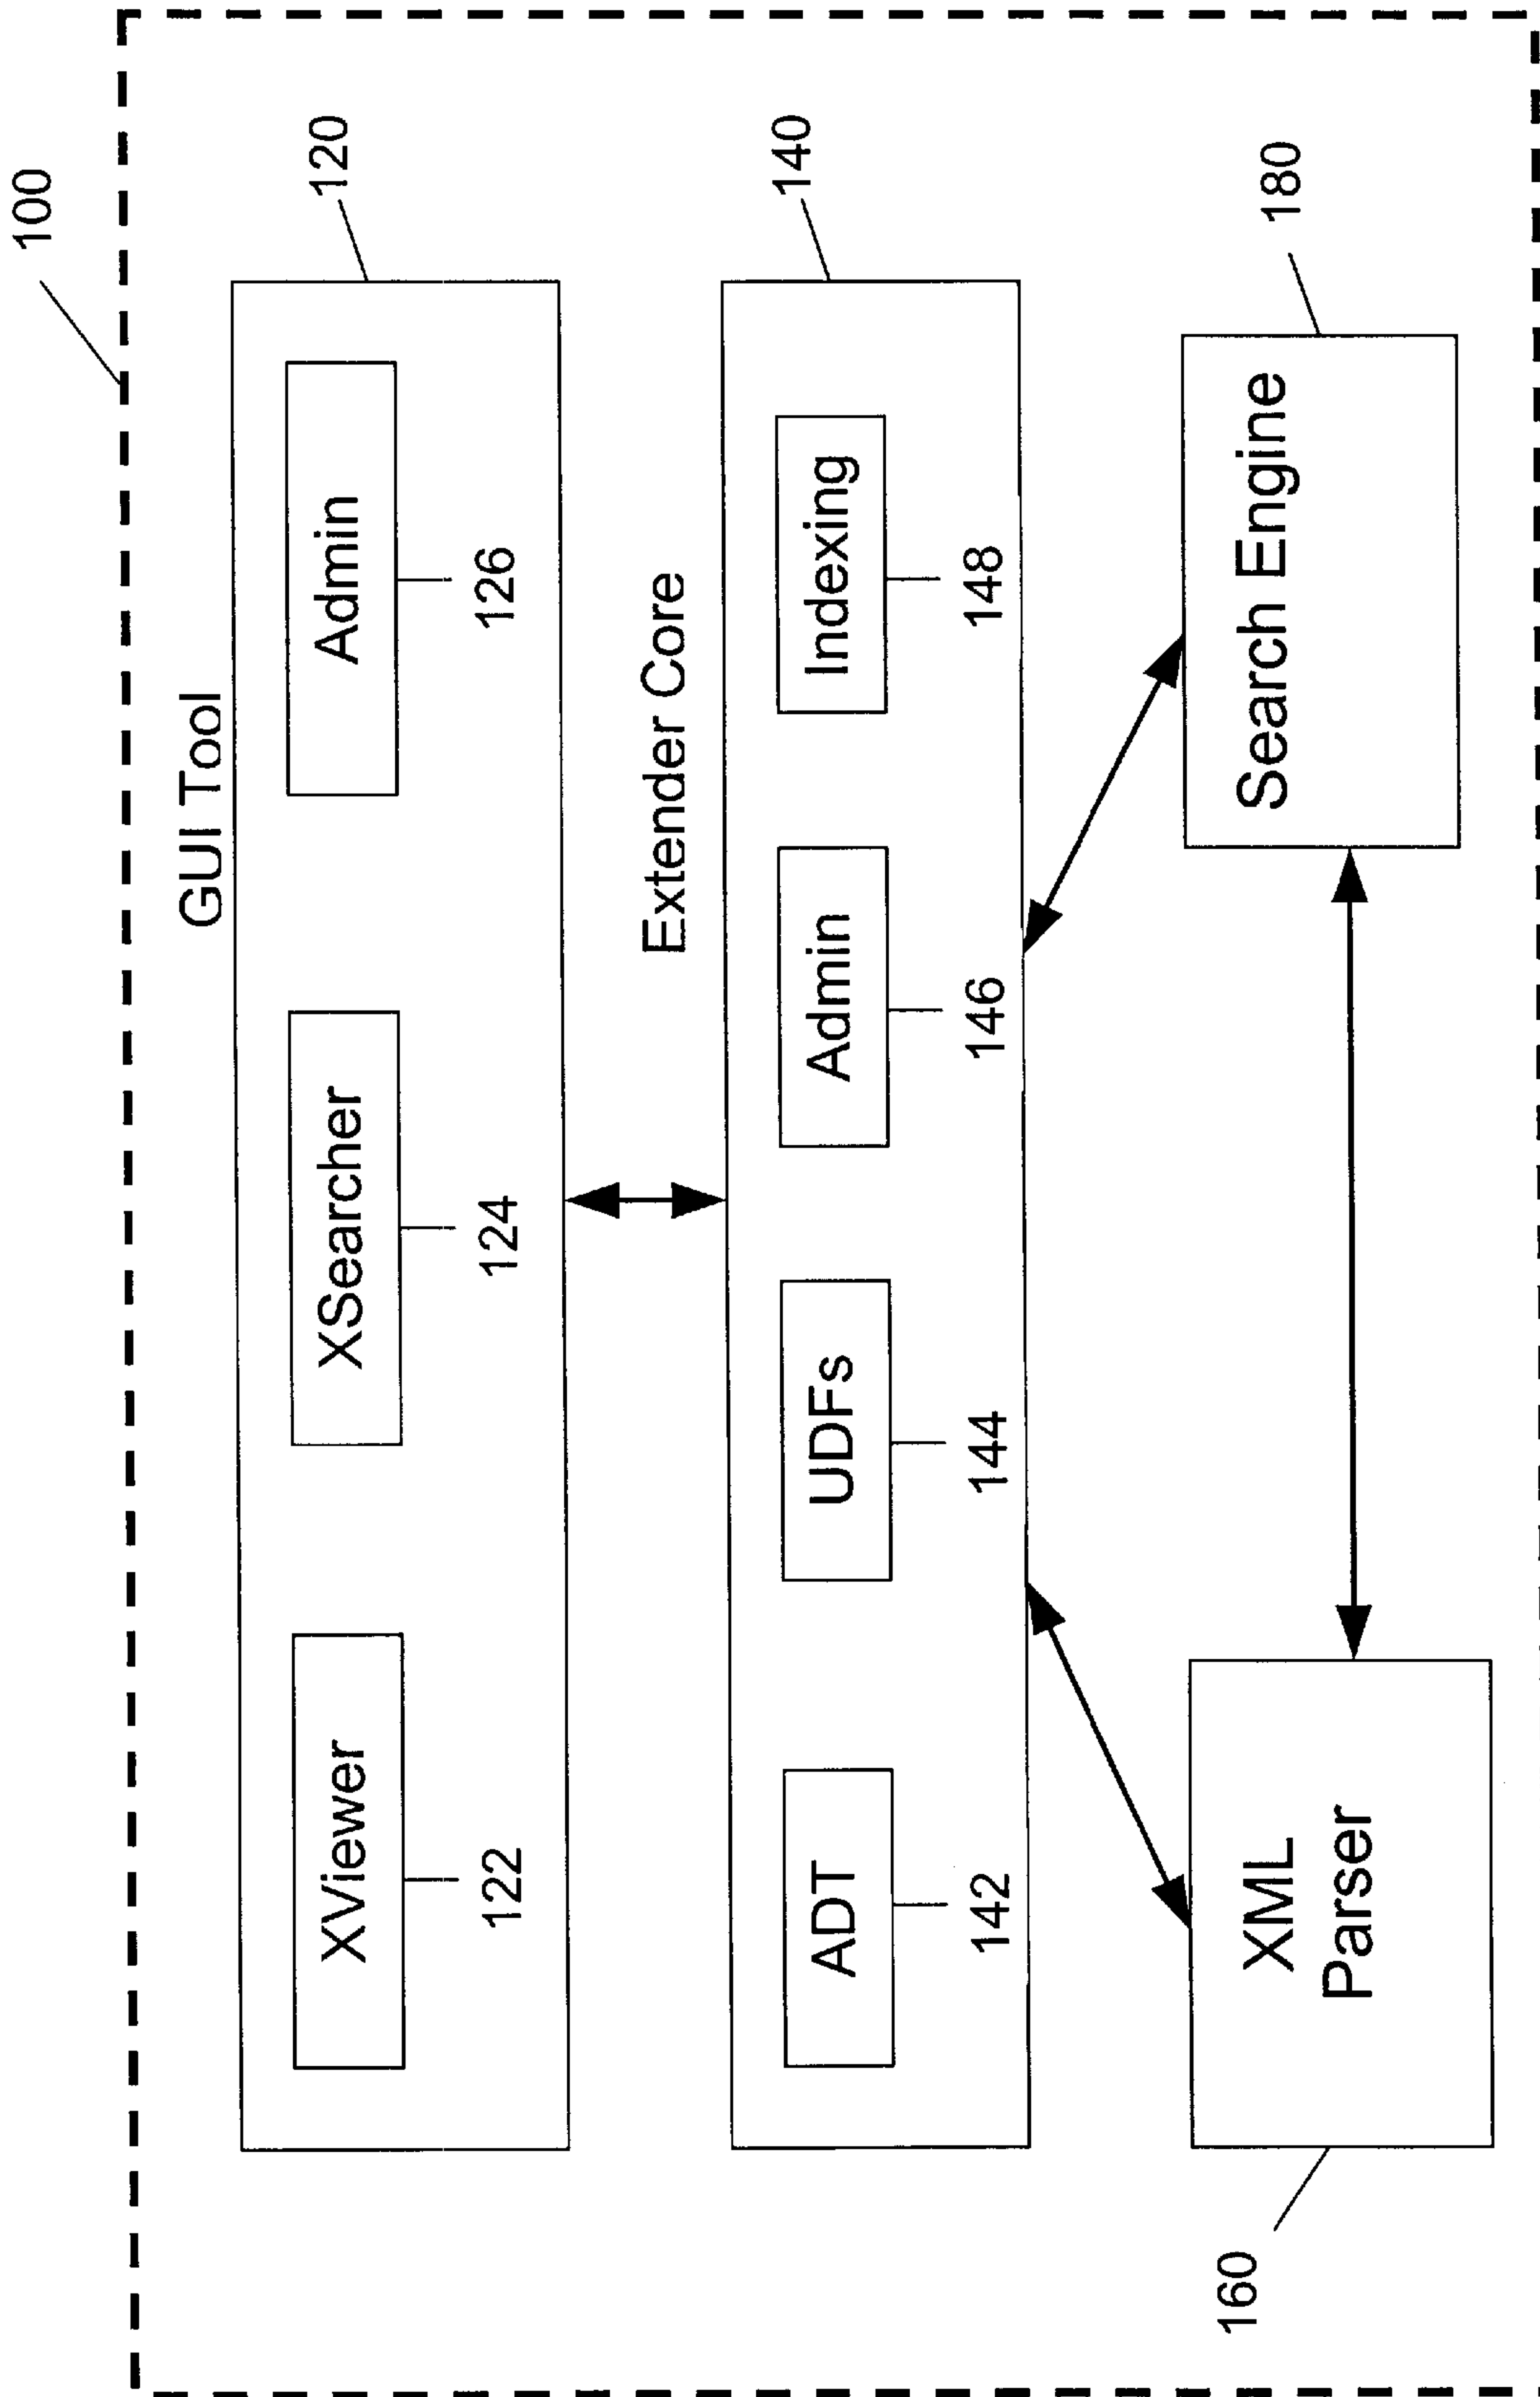 100
GUI Tool
120
XViewer
XSearcher
Admin
122
124
126
Extender Core
140
ADT
UDFs
Admin
Indexing
142
144
146
148
180
XML
Parser
Search Engine
160